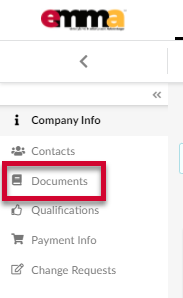 emma
Company Info
Contacts
Documents
Qualifications
Payment Info
Change Requests